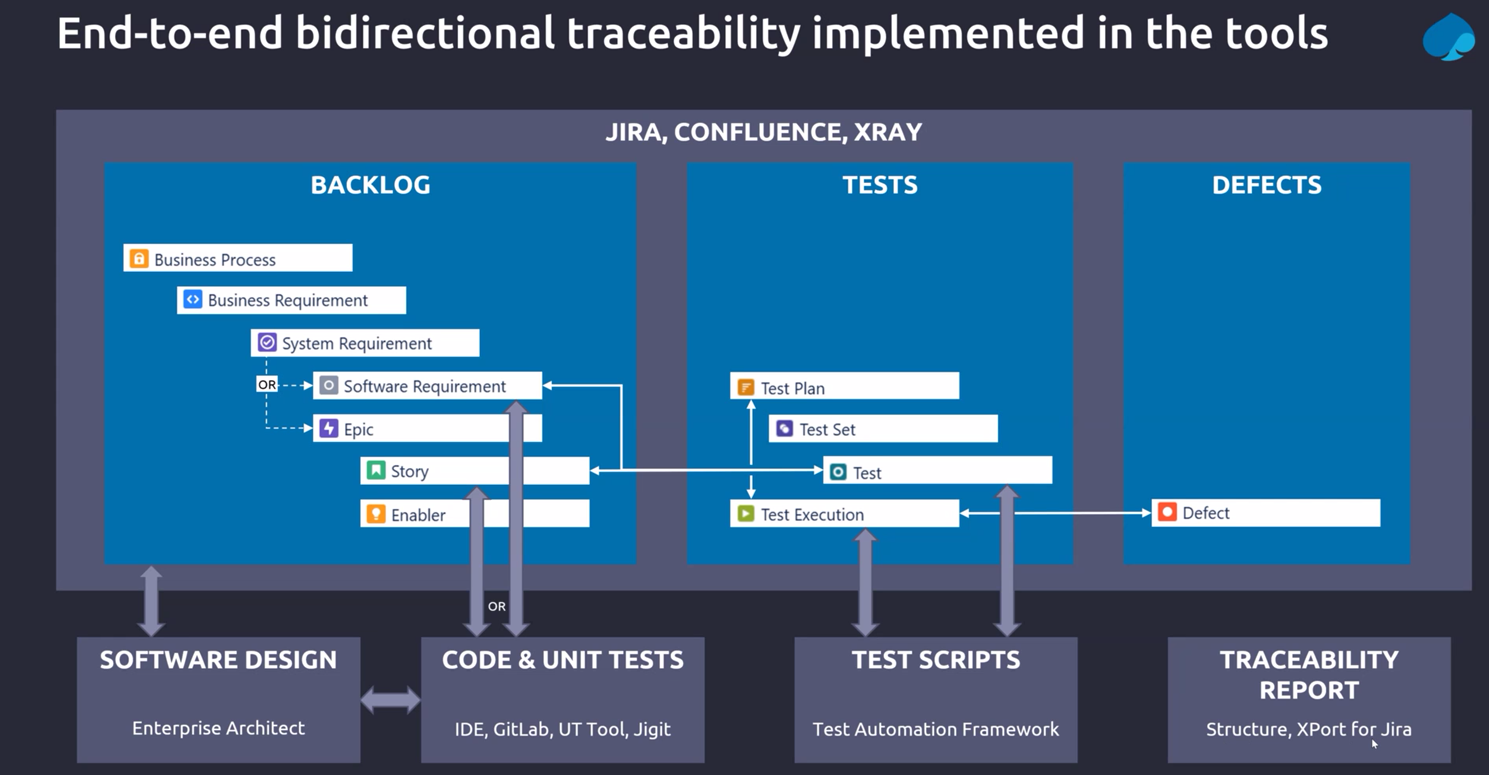 End-to-end bidirectional traceability implemented in the tools
JIRA, CONFLUENCE, XRAY
BACKLOG
Business Process
Business Requirement
System Requirement
OR
Software Requirement
Epic
Story
Enabler
TESTS
Test Plan
Test Set
Test
Test Execution
DEFECTS
Defect
OR
SOFTWARE DESIGN
Enterprise Architect
CODE & UNIT TESTS
IDE, GitLab, UT Tool, Jigit
TEST SCRIPTS
Test Automation Framework
TRACEABILITY
REPORT
Structure, XPort for Jira